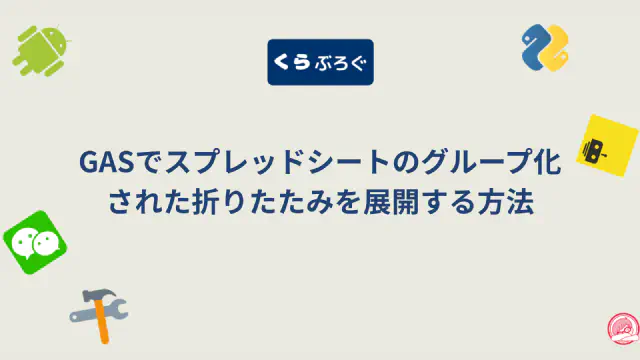 くらぶろぐ
GASでスプレッドシートのグループ化
された折りたたみを展開する方法